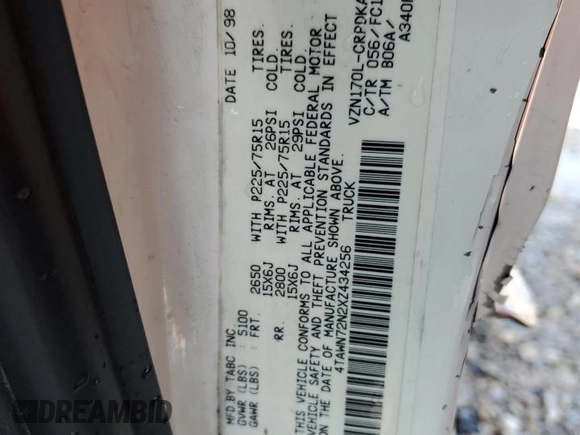 MFD BY TABC INC. DATE 10/98
GVWR (LBS) : 5100
GAWR (LBS) : FRT. 2650 WITH P225/75R15 TIRES.
15X6J RIMS. AT 26PSI COLD.
RR. 2800 WITH P225/75R15 TIRES.
15X6J RIMS. AT 29PSI COLD.
THIS VEHICLE CONFORMS TO ALL APPLICABLE FEDERAL MOTOR
VEHICLE SAFETY AND THEFT PREVENTION STANDARDS IN EFFECT
ON THE DATE OF MANUFACTURE SHOWN ABOVE.
4TAWN72N2XZ434256 TRUCK
VZN170L-CRPDKA
C/TR 056/FC1
A/TM B06A/
A340
DREAMBID